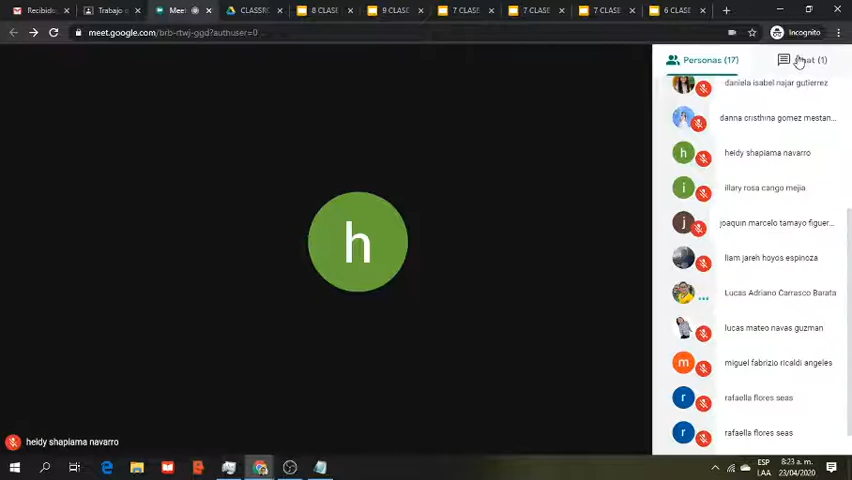 Recibido
Trabajo
Meet
CLASSRO
8 CLASE
9 CLASE
7 CLASE
7 CLASE
7 CLASE
6 CLASE
meet.google.com/brb-rtwj-ggd?authuser=0
Incognito
Personas (17)
(1)
daniela isabel najar gutierrez
danna cristhina gomez mestan...
h
heidy shapiama navarro
i
illary rosa cango mejia
j
joaquin marcelo tamayo figuer...
liam jareh hoyos espinoza
Lucas Adriano Carrasco Barata
lucas mateo navas guzman
m
miguel fabrizio ricaldi angeles
r
rafaella flores seas
r
rafaella flores seas
h
heidy shapiama navarro
ESP
LAA
8:23 a. m.
23/04/2020